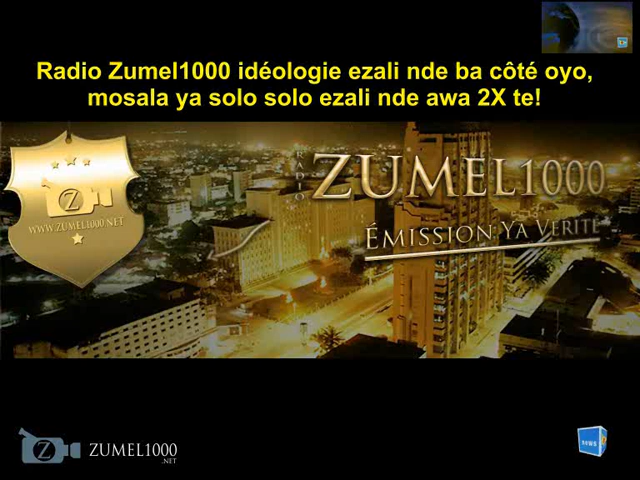 Radio Zumel1000 idéologie ezali nde ba côté oyo,
mosala ya solo solo ezali nde awa 2X te!
RADIO
ZUMEL1000
ÉMISSION YA VERITÉ
Z
WWW.ZUMEL1000.NET
Z
ZUMEL1000
.NET
NEWS